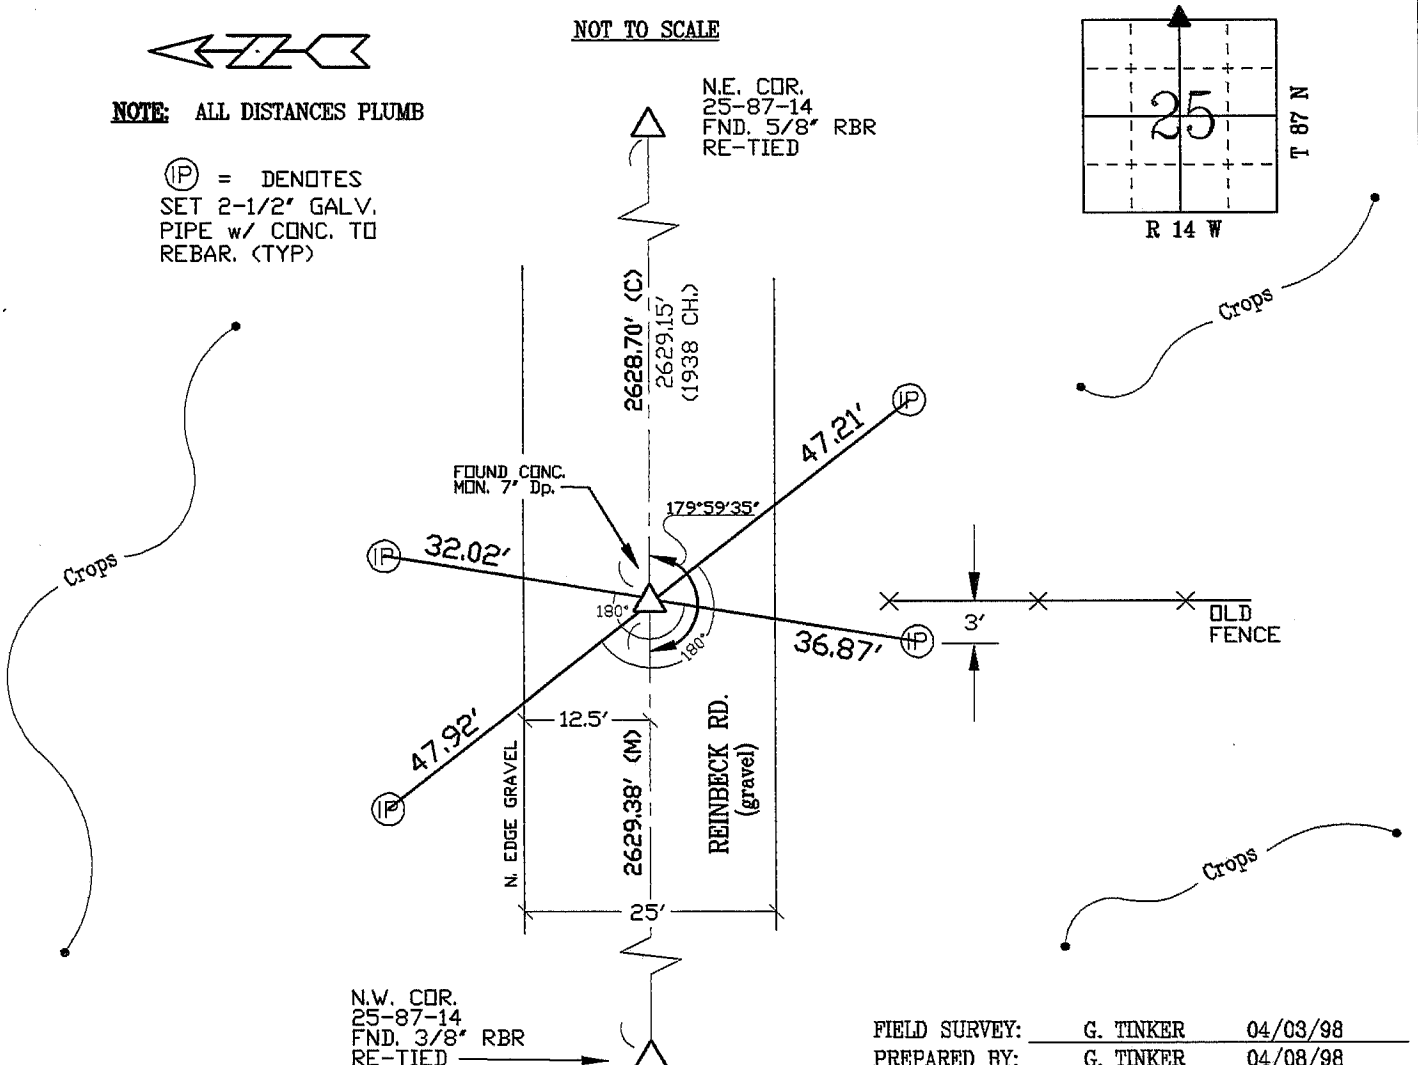 NOT TO SCALE
NOTE: ALL DISTANCES PLUMB
IP = DENOTES
SET 2-1/2" GALV.
PIPE w/ CONC. TO
REBAR. (TYP)
N.E. COR.
25-87-14
FND. 5/8" RBR
RE-TIED
25
T 87 N
R 14 W
Crops
2628.70' (C)
2629.15'
(1938 CH.)
IP
47.21'
FOUND CONC.
MON. 7" Dp.
179°59'35"
IP
32.02'
Crops
180°
180°
36.87'
IP
3'
OLD
FENCE
47.92'
IP
12.5'
N. EDGE GRAVEL
2629.38' (M)
REINBECK RD.
(gravel)
25'
Crops
N.W. COR.
25-87-14
FND. 3/8" RBR
RE-TIED
FIELD SURVEY: G. TINKER 04/03/98
PREPARED BY: G. TINKER 04/08/98